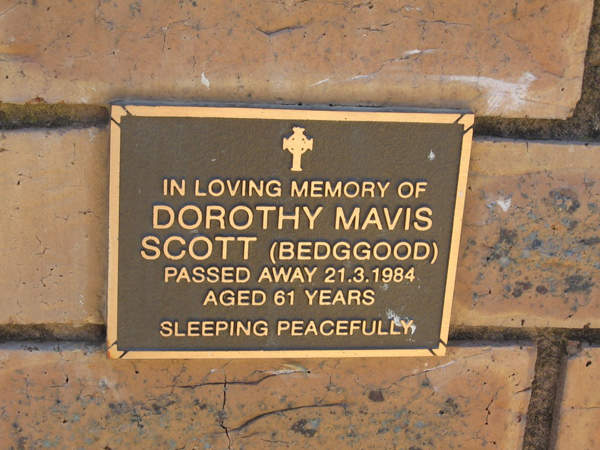 IN LOVING MEMORY OF
DOROTHY MAVIS
SCOTT (BEDGGOOD)
PASSED AWAY 21.3.1984
AGED 61 YEARS
SLEEPING PEACEFULLY